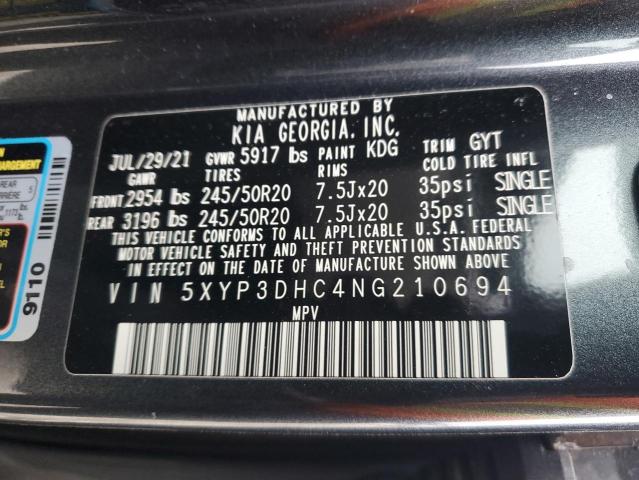 MANUFACTURED BY
KIA GEORGIA, INC.
JUL/29/21 GVWR 5917 lbs PAINT KDG TRIM GYT
GAWR TIRES RIMS COLD TIRE INFL
FRONT 2954 lbs 245/50R20 7.5Jx20 35psi SINGLE
REAR 3196 lbs 245/50R20 7.5Jx20 35psi SINGLE
THIS VEHICLE CONFORMS TO ALL APPLICABLE U.S.A. FEDERAL
MOTOR VEHICLE SAFETY AND THEFT PREVENTION STANDARDS
IN EFFECT ON THE DATE OF MANUFACTURE SHOWN ABOVE
VIN 5XYP3DHC4NG210694
MPV
REAR 5
9110